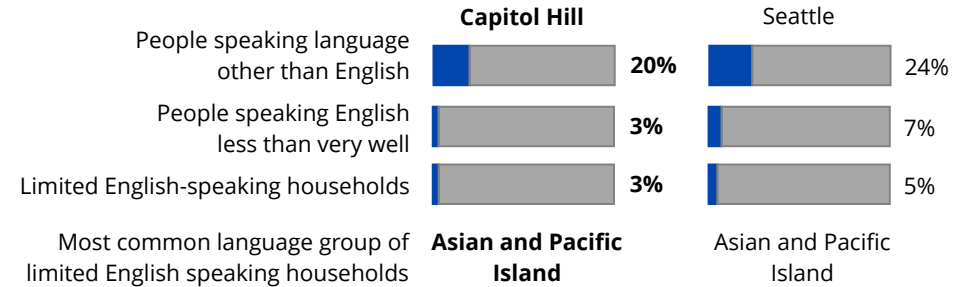 Capitol Hill Seattle
People speaking language
other than English 20% 24%
People speaking English
less than very well 3% 7%
Limited English-speaking households 3% 5%
Most common language group of Asian and Pacific Asian and Pacific
limited English speaking households Island Island